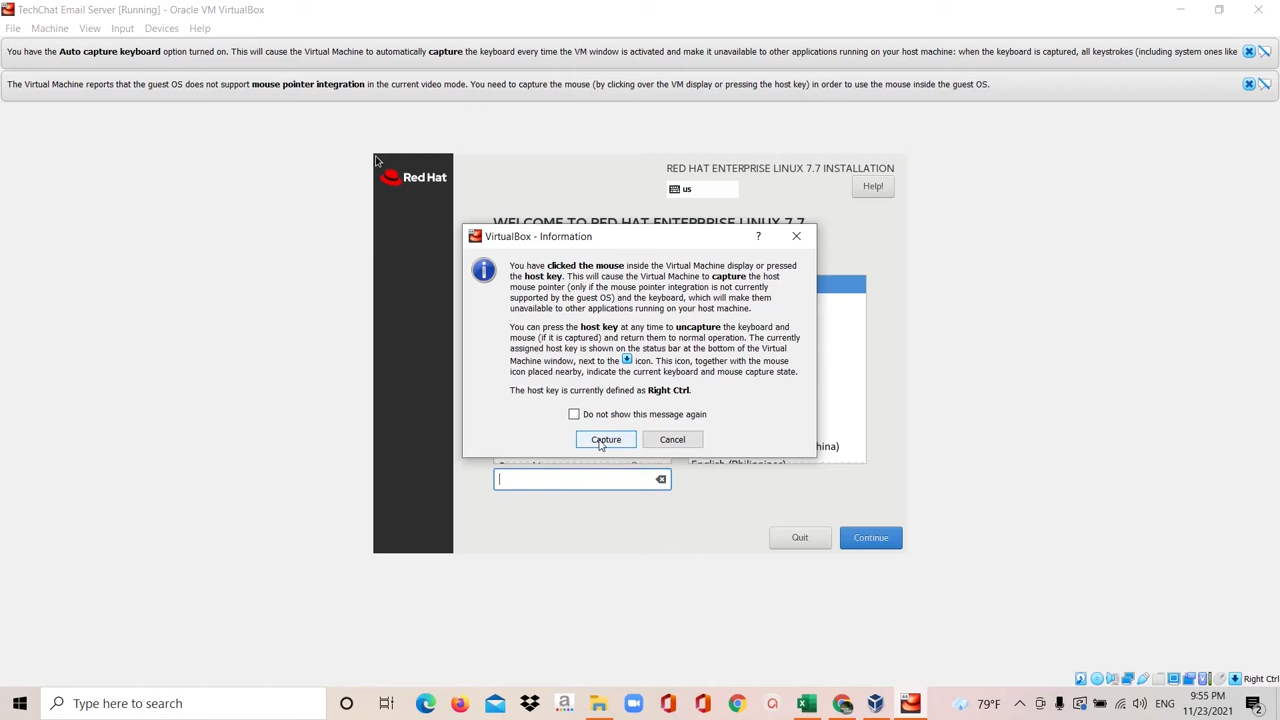 TechChat Email Server [Running] - Oracle VM VirtualBox
File Machine View Input Devices Help
You have the Auto capture keyboard option turned on. This will cause the Virtual Machine to automatically capture the keyboard every time the VM window is activated and make it unavailable to other applications running on your host machine: when the keyboard is captured, all keystrokes (including system ones like
The Virtual Machine reports that the guest OS does not support mouse pointer integration in the current video mode. You need to capture the mouse (by clicking over the VM display or pressing the host key) in order to use the mouse inside the guest OS.
Red Hat
RED HAT ENTERPRISE LINUX 7.7 INSTALLATION
us
Help!
WELCOME TO RED HAT ENTERPRISE LINUX 7.7
VirtualBox - Information
?
You have clicked the mouse inside the Virtual Machine display or pressed
the host key. This will cause the Virtual Machine to capture the host
mouse pointer (only if the mouse pointer integration is not currently
supported by the guest OS) and the keyboard, which will make them
unavailable to other applications running on your host machine.
You can press the host key at any time to uncapture the keyboard and
mouse (if it is captured) and return them to normal operation. The currently
assigned host key is shown on the status bar at the bottom of the Virtual
Machine window, next to the icon. This icon, together with the mouse
icon placed nearby, indicate the current keyboard and mouse capture state.
The host key is currently defined as Right Ctrl.
Do not show this message again
Capture Cancel
hina)
English (Philippines)
Quit Continue
Right Ctrl
Type here to search
a
79°F
9:55 PM
11/23/2021
2